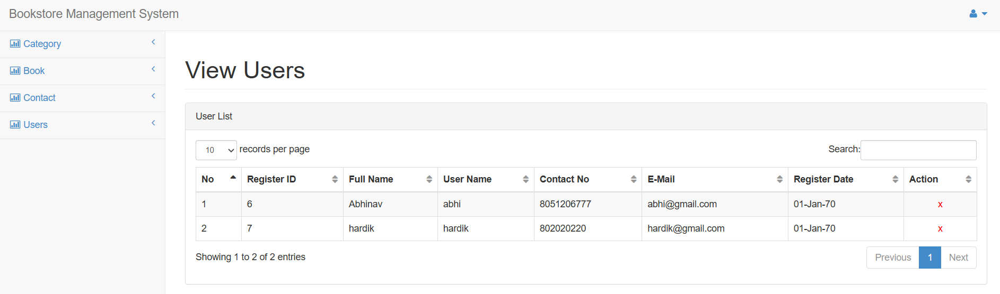 Bookstore Management System
Category
Book
Contact
Users
View Users
User List
10 records per page Search:
No Register ID Full Name User Name Contact No E-Mail Register Date Action
1 6 Abhinav abhi 8051206777 abhi@gmail.com 01-Jan-70 x
2 7 hardik hardik 802020220 hardik@gmail.com 01-Jan-70 x
Showing 1 to 2 of 2 entries Previous 1 Next